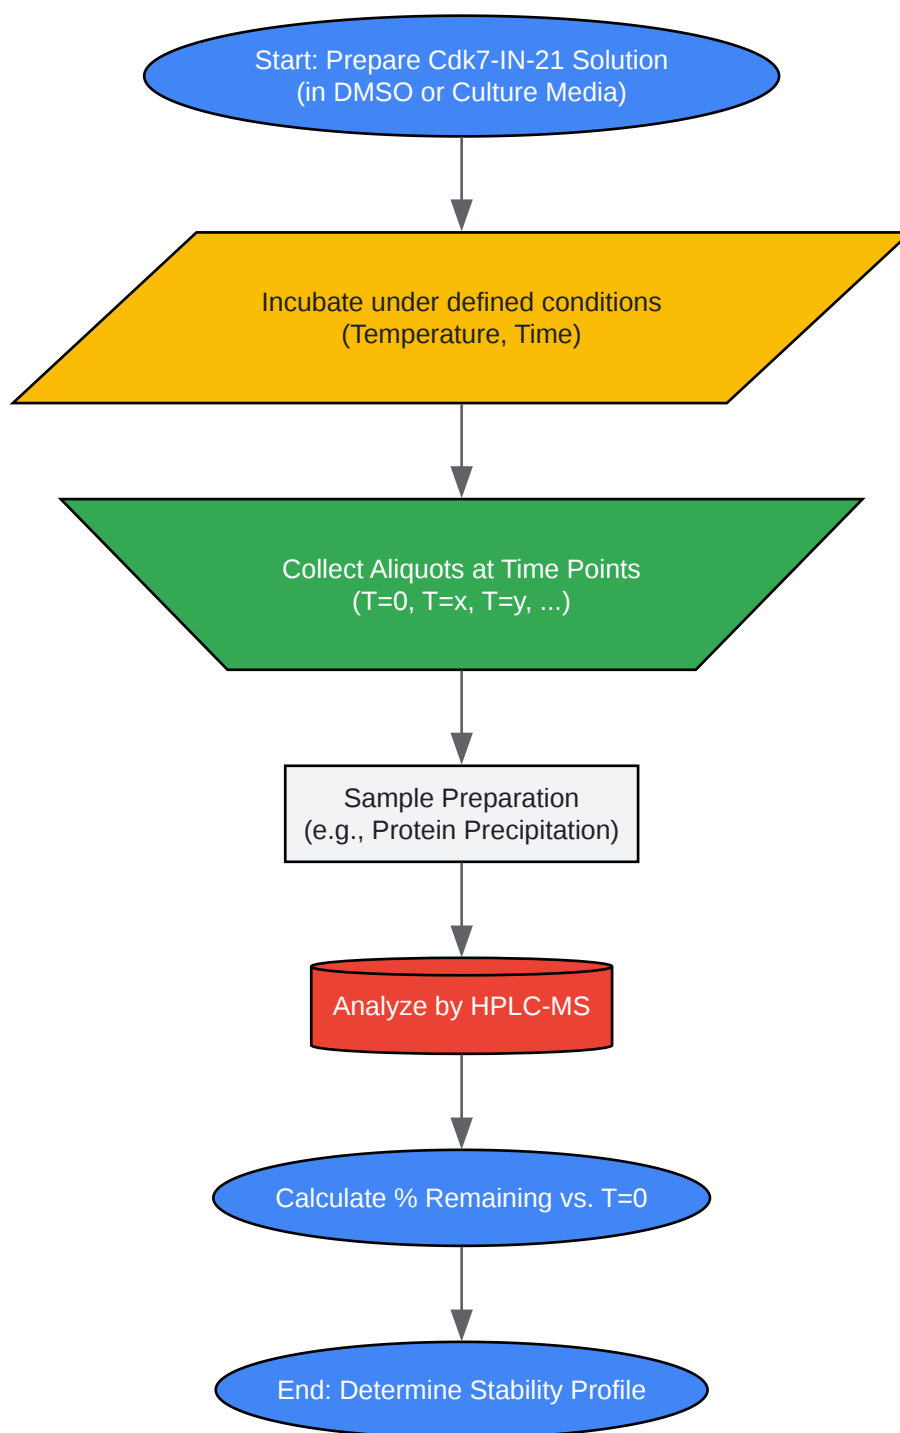 Start: Prepare Cdk7-IN-21 Solution
(in DMSO or Culture Media)
Incubate under defined conditions
(Temperature, Time)
Collect Aliquots at Time Points
(T=0, T=x, T=y, ...)
Sample Preparation
(e.g., Protein Precipitation)
Analyze by HPLC-MS
Calculate % Remaining vs. T=0
End: Determine Stability Profile